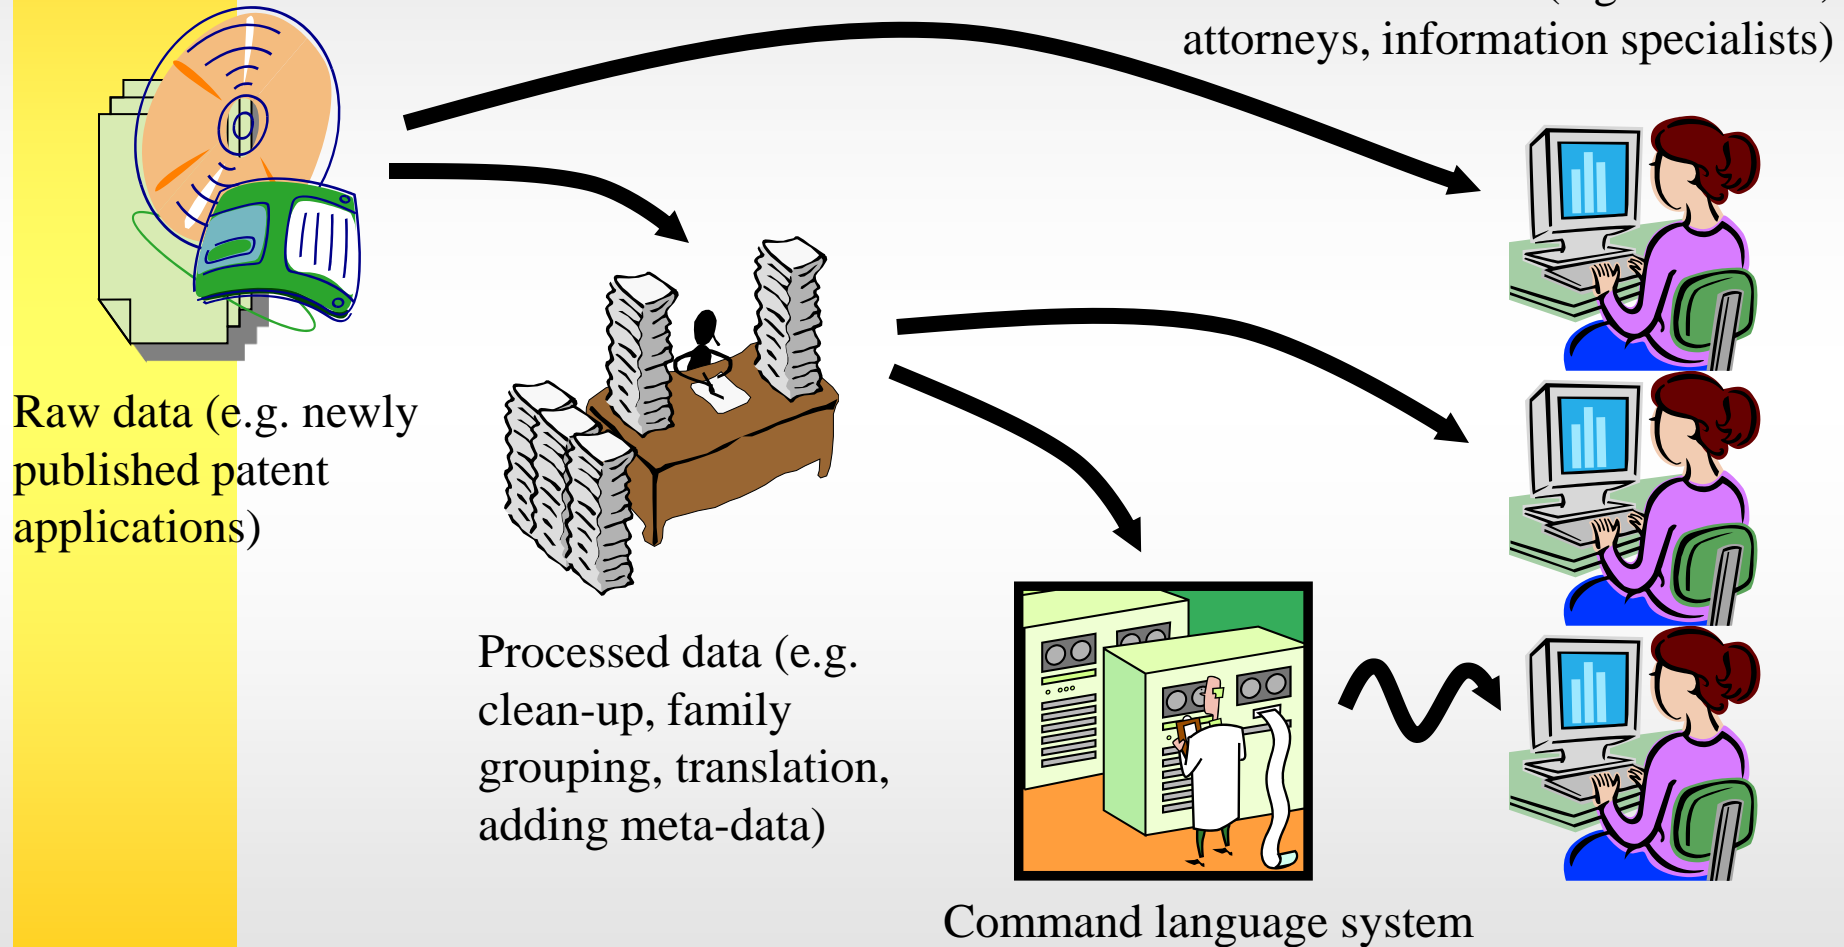 attorneys, information specialists)
Raw data (e.g. newly
published patent
applications)
Processed data (e.g.
clean-up, family
grouping, translation,
adding meta-data)
Command language system